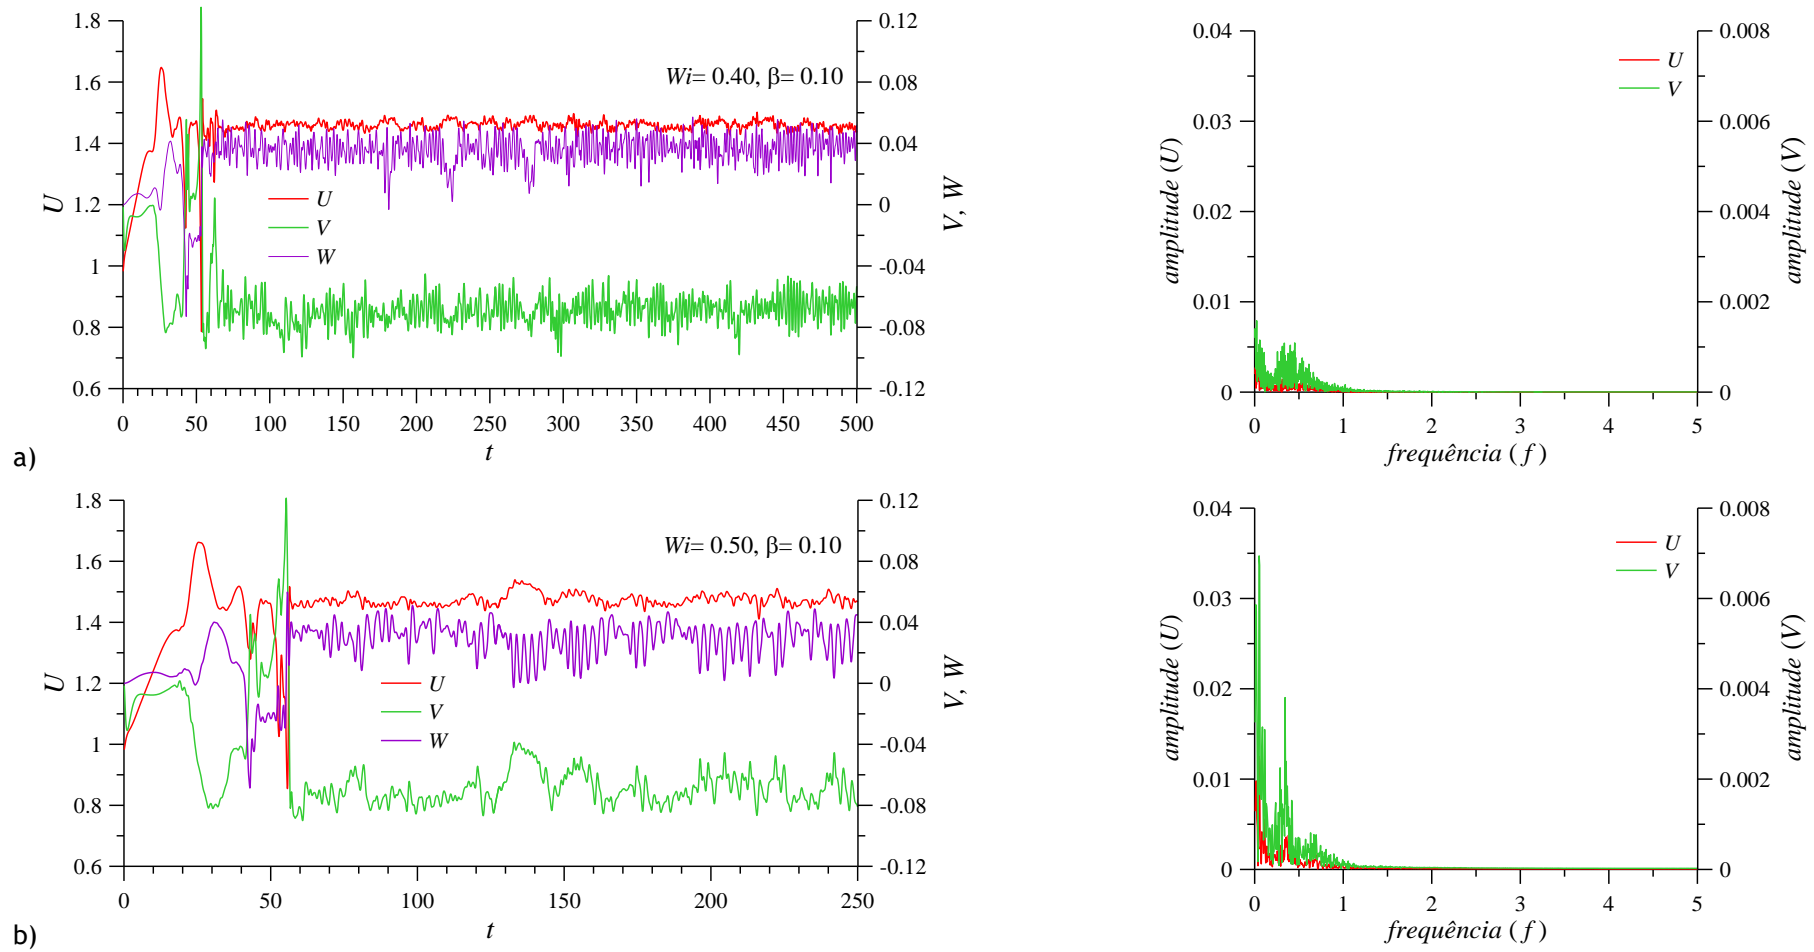 1.8
1.6
1.4
1.2
1
0.8
0.6
U
0.12
0.08
0.04
0
-0.04
-0.08
-0.12
V, W
Wi= 0.40, β= 0.10
U
V
W
0 50 100 150 200 250 300 350 400 450 500
t
a)
0.04
0.03
0.02
0.01
0
amplitude (U)
0.008
0.006
0.004
0.002
0
amplitude (V)
U
V
0 1 2 3 4 5
frequência (f)
1.8
1.6
1.4
1.2
1
0.8
0.6
U
0.12
0.08
0.04
0
-0.04
-0.08
-0.12
V, W
Wi= 0.50, β= 0.10
U
V
W
0 50 100 150 200 250
t
b)
0.04
0.03
0.02
0.01
0
amplitude (U)
0.008
0.006
0.004
0.002
0
amplitude (V)
U
V
0 1 2 3 4 5
frequência (f)